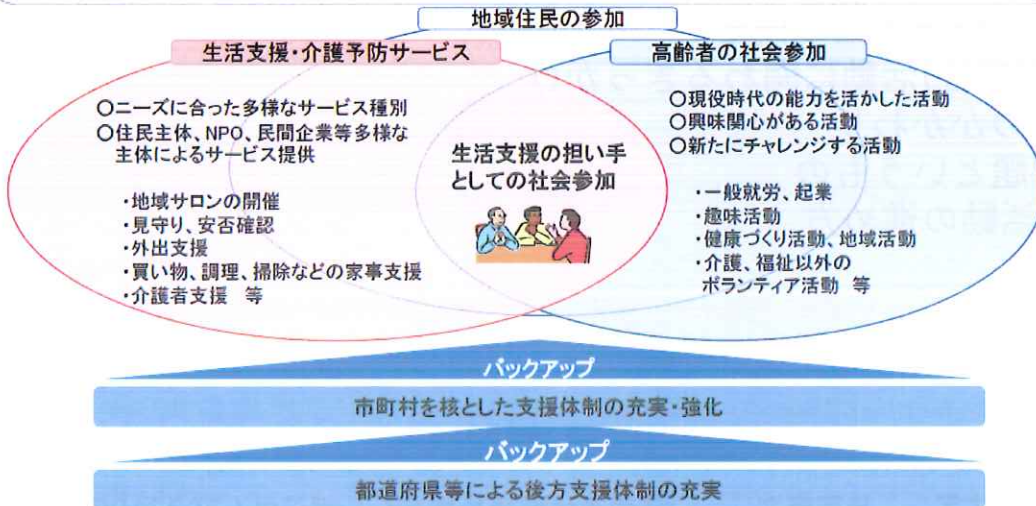 地域住民の参加
生活支援・介護予防サービス
○ニーズに合った多様なサービス種別
○住民主体、NPO、民間企業等多様な
主体によるサービス提供
・地域サロンの開催
・見守り、安否確認
・外出支援
・買い物、調理、掃除などの家事支援
・介護者支援 等
生活支援の担い手
としての社会参加
高齢者の社会参加
○現役時代の能力を活かした活動
○興味関心がある活動
○新たにチャレンジする活動
・一般就労、起業
・趣味活動
・健康づくり活動、地域活動
・介護、福祉以外の
ボランティア活動 等
バックアップ
市町村を核とした支援体制の充実・強化
バックアップ
都道府県等による後方支援体制の充実